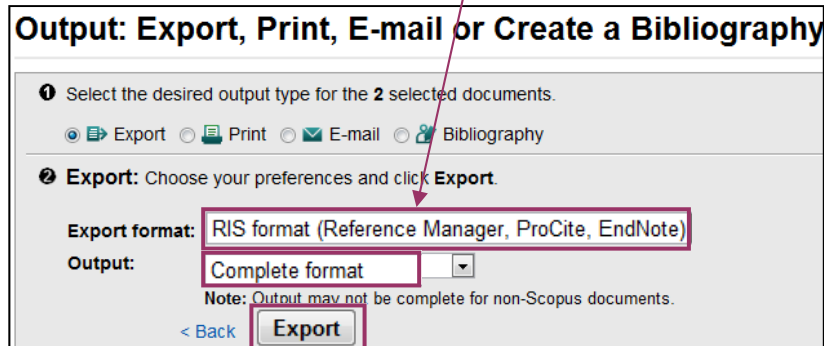 Output: Export, Print, E-mail or Create a Bibliography
❶ Select the desired output type for the 2 selected documents.
Export Print E-mail Bibliography
❷ Export: Choose your preferences and click Export.
Export format: RIS format (Reference Manager, ProCite, EndNote)
Output: Complete format
Note: Output may not be complete for non-Scopus documents.
< Back Export